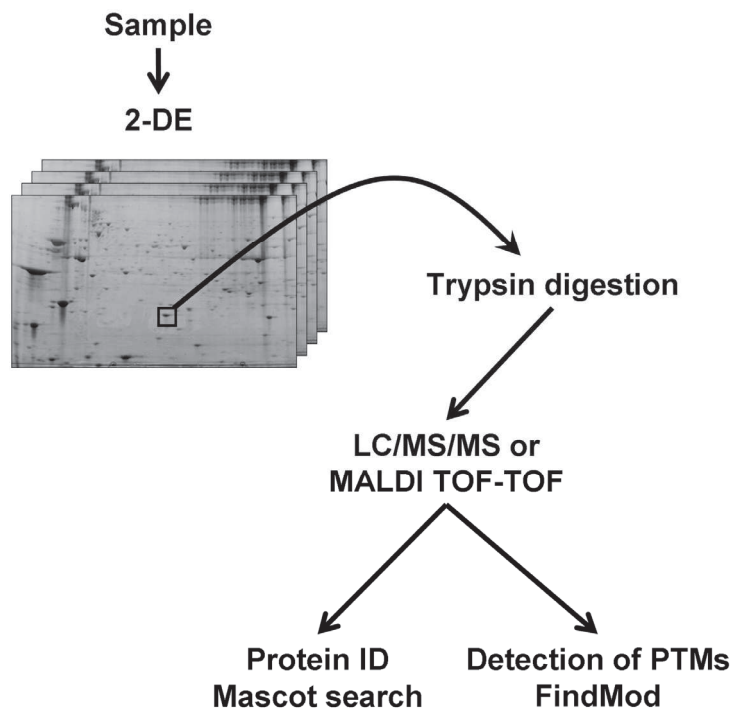 Sample
2-DE
Trypsin digestion
LC/MS/MS or
MALDI TOF-TOF
Protein ID
Mascot search
Detection of PTMs
FindMod